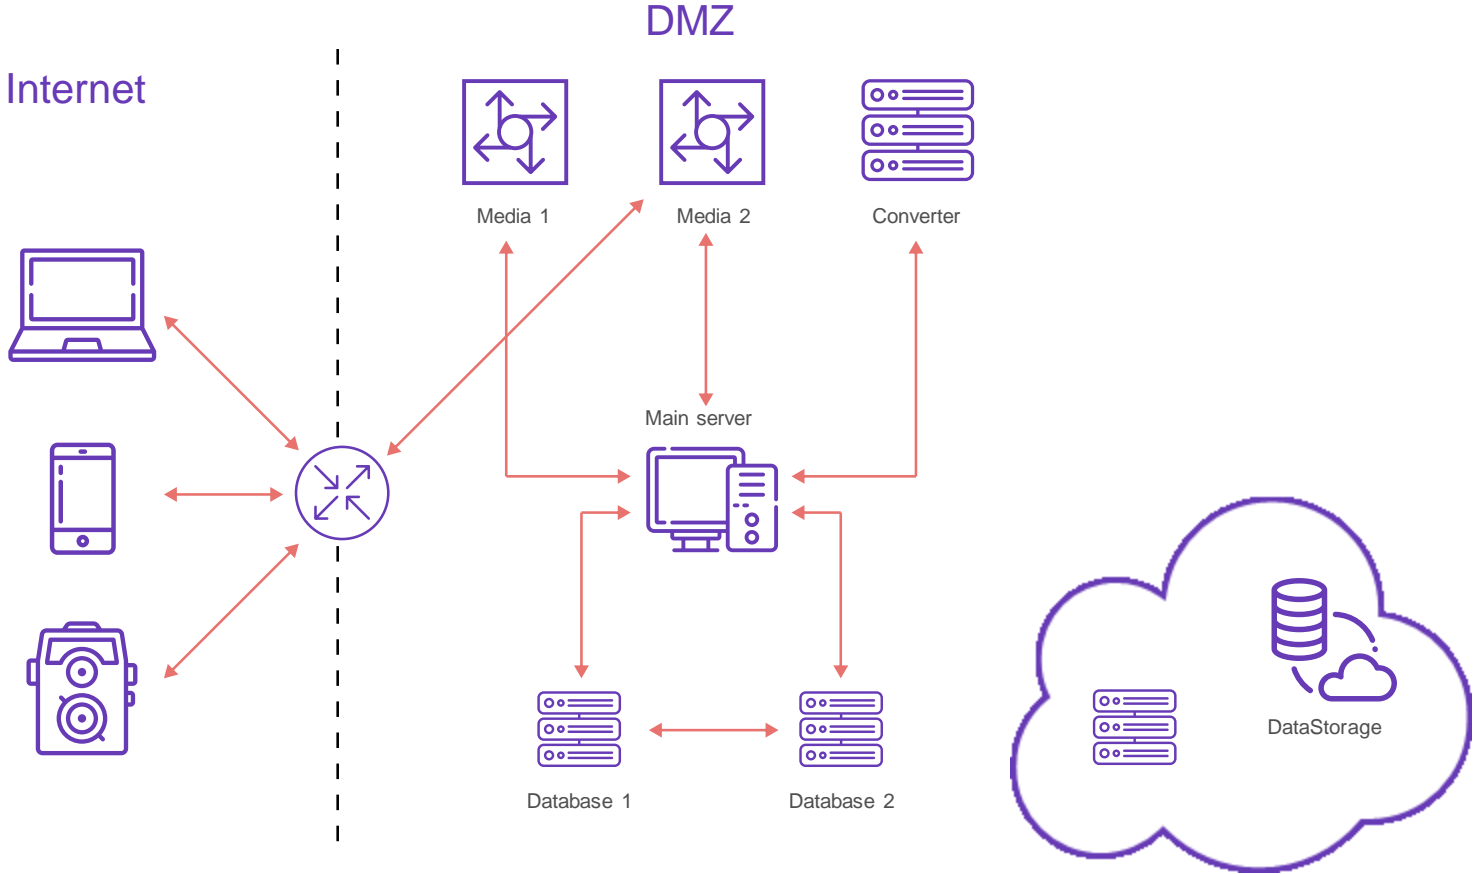 DMZ
Internet
Media 1
Media 2
Converter
Main server
DataStorage
Database 1
Database 2